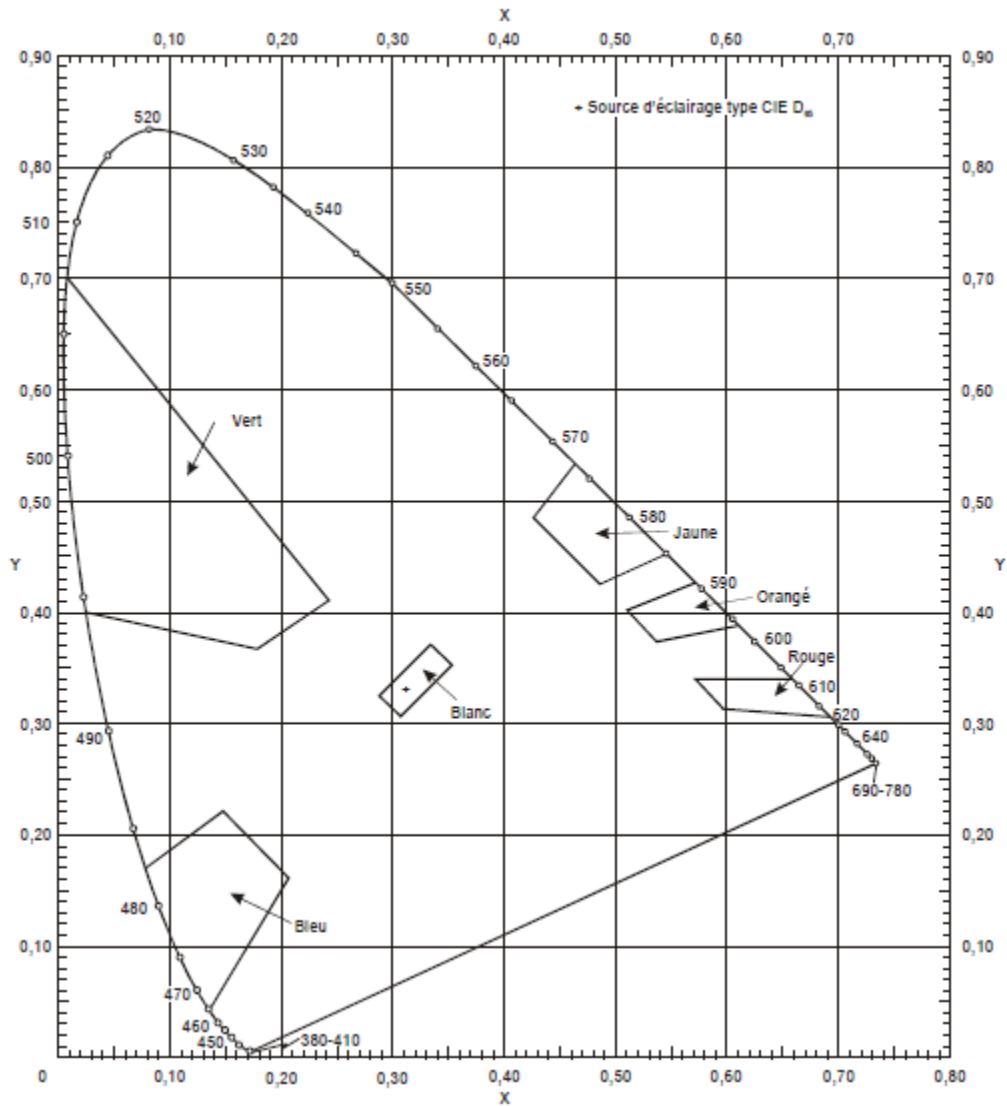 X
0,10 0,20 0,30 0,40 0,50 0,60 0,70
0,90 0,90
+ Source d'éclairage type CIE D₆₅
520
530
0,80 0,80
540
510
0,70 0,70
550
560
0,60 0,60
Vert
570
500
0,50 0,50
580
Jaune
Y Y
590
Orangé
0,40 0,40
600
Rouge
610
Blanc
620
0,30 0,30
490 640
690-780
0,20 0,20
480
Bleu
0,10 0,10
470
460
450 380-410
0 0,10 0,20 0,30 0,40 0,50 0,60 0,70 0,80
X